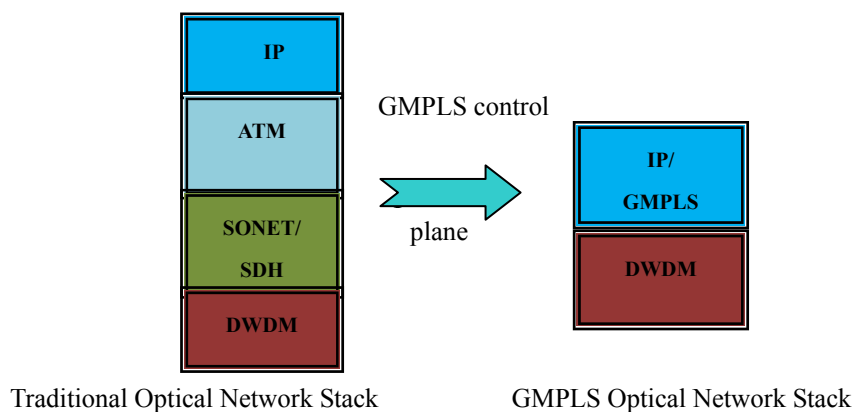 IP
ATM
SONET/
SDH
DWDM
GMPLS control
plane
IP/
GMPLS
DWDM
Traditional Optical Network Stack
GMPLS Optical Network Stack